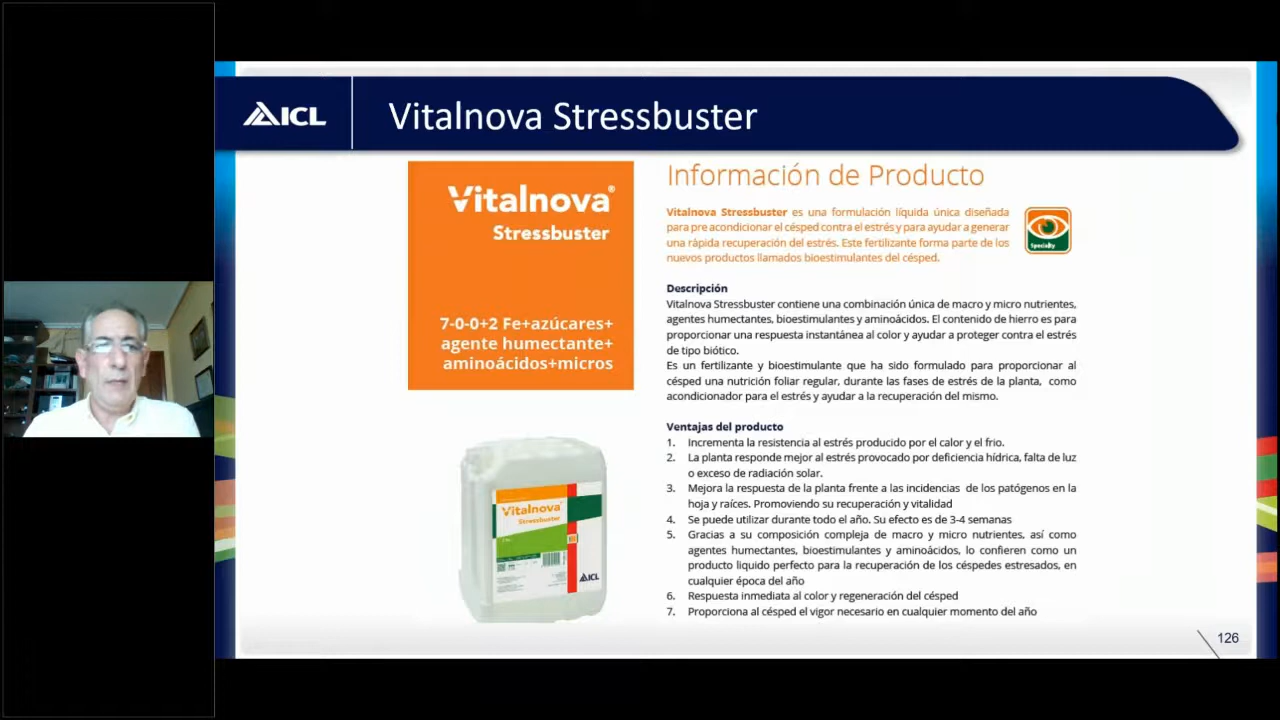 ICL
Vitalnova Stressbuster
Vitalnova®
Stressbuster
7-0-0+2 Fe+azúcares+
agente humectante+
aminoácidos+micros
Vitalnova
Stressbuster
ICL
Información de Producto
Vitalnova Stressbuster es una formulación líquida única diseñada
para pre acondicionar el césped contra el estrés y para ayudar a generar
una rápida recuperación del estrés. Este fertilizante forma parte de los
nuevos productos llamados bioestimulantes del césped.
Specialty
Descripción
Vitalnova Stressbuster contiene una combinación única de macro y micro nutrientes,
agentes humectantes, bioestimulantes y aminoácidos. El contenido de hierro es para
proporcionar una respuesta instantánea al color y ayudar a proteger contra el estrés
de tipo biótico.
Es un fertilizante y bioestimulante que ha sido formulado para proporcionar al
césped una nutrición foliar regular, durante las fases de estrés de la planta, como
acondicionador para el estrés y ayudar a la recuperación del mismo.
Ventajas del producto
1. Incrementa la resistencia al estrés producido por el calor y el frio.
2. La planta responde mejor al estrés provocado por deficiencia hídrica, falta de luz
o exceso de radiación solar.
3. Mejora la respuesta de la planta frente a las incidencias de los patógenos en la
hoja y raíces. Promoviendo su recuperación y vitalidad
4. Se puede utilizar durante todo el año. Su efecto es de 3-4 semanas
5. Gracias a su composición compleja de macro y micro nutrientes, así como
agentes humectantes, bioestimulantes y aminoácidos, lo confieren como un
producto liquido perfecto para la recuperación de los céspedes estresados, en
cualquier época del año
6. Respuesta inmediata al color y regeneración del césped
7. Proporciona al césped el vigor necesario en cualquier momento del año
126